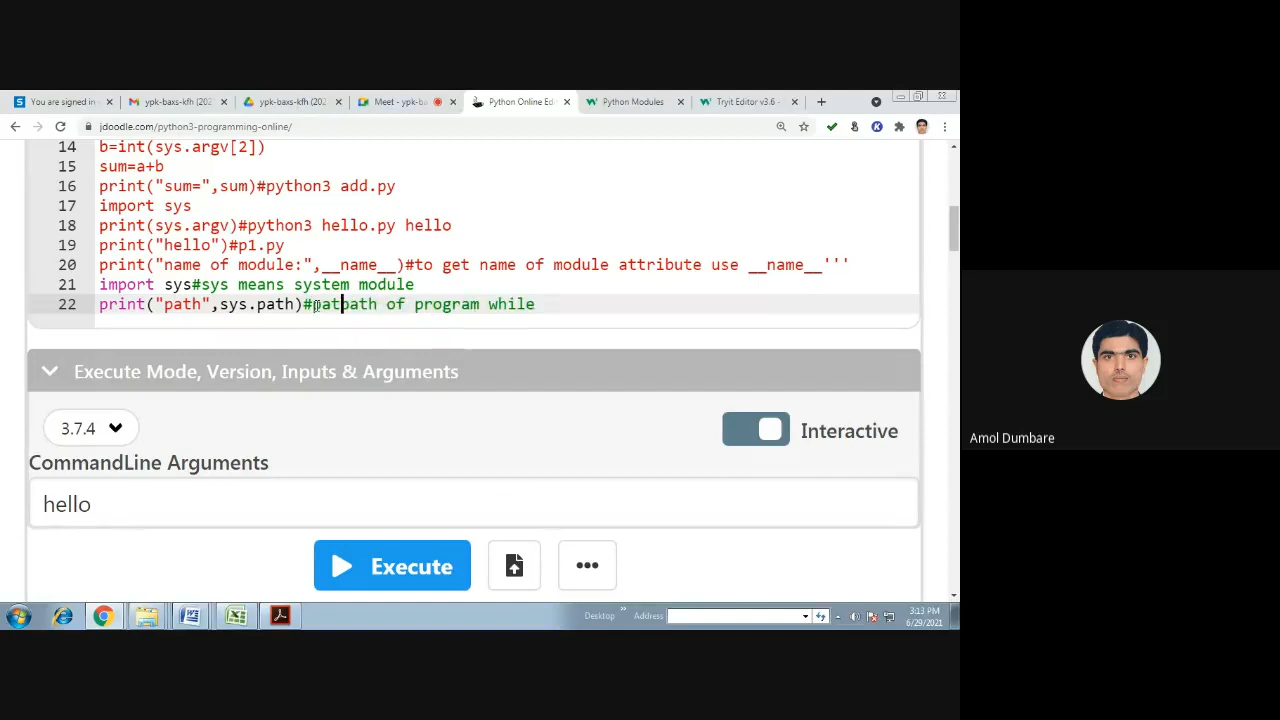 You are signed in
ypk-baxs-kfh (202
ypk-baxs-kfh (202
Meet - ypk-ba
Python Online Edi
Python Modules
Tryit Editor v3.6 -
jdoodle.com/python3-programming-online/
14 b=int(sys.argv[2])
15 sum=a+b
16 print("sum=",sum)#python3 add.py
17 import sys
18 print(sys.argv)#python3 hello.py hello
19 print("hello")#p1.py
20 print("name of module:",__name__)#to get name of module attribute use __name__'''
21 import sys#sys means system module
22 print("path",sys.path)#patpath of program while
Execute Mode, Version, Inputs & Arguments
3.7.4
Interactive
CommandLine Arguments
hello
Execute
Amol Dumbare
Desktop
Address
3:13 PM
6/29/2021